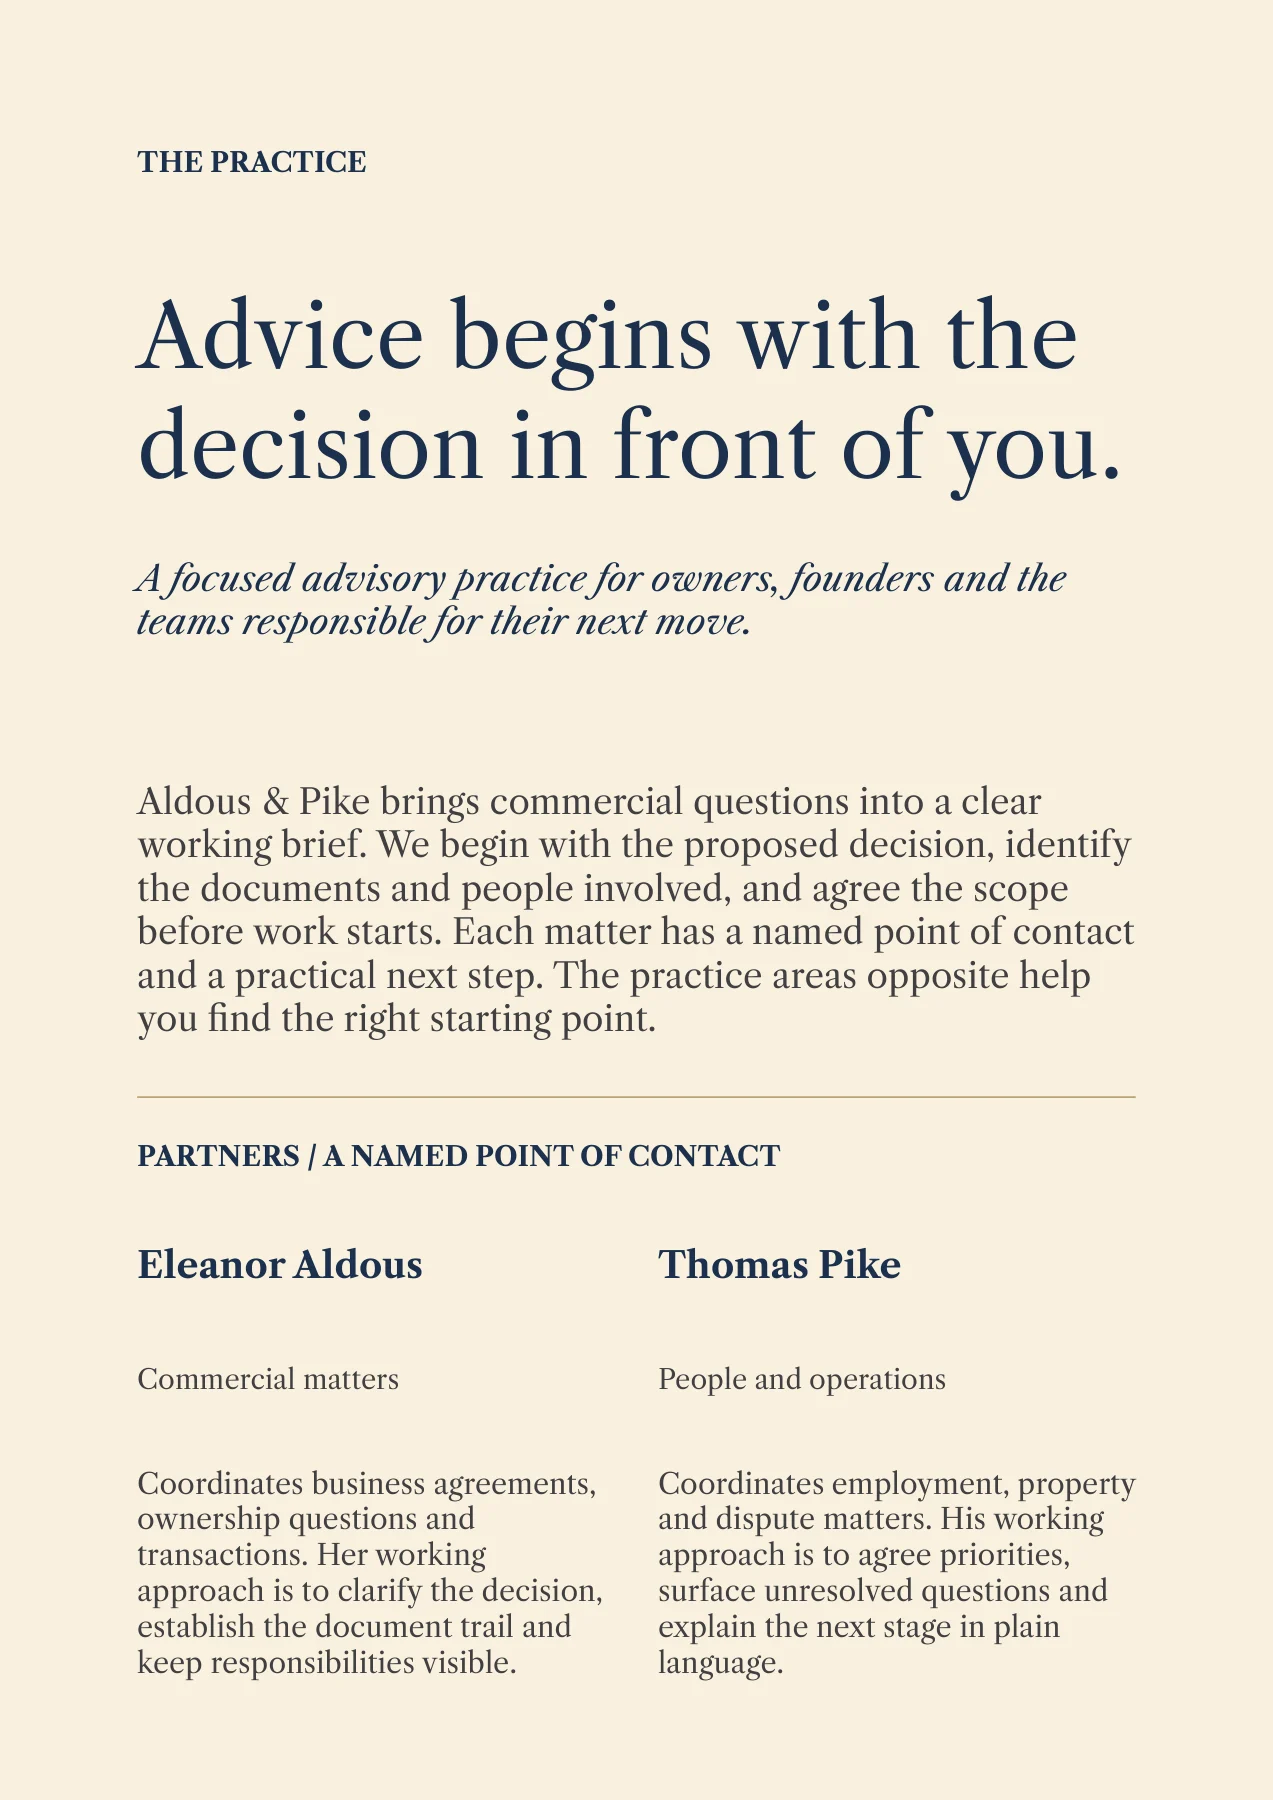 THE PRACTICE
Advice begins with the
decision in front of you.
A focused advisory practice for owners, founders and the
teams responsible for their next move.
Aldous & Pike brings commercial questions into a clear
working brief. We begin with the proposed decision, identify
the documents and people involved, and agree the scope
before work starts. Each matter has a named point of contact
and a practical next step. The practice areas opposite help
you find the right starting point.
PARTNERS / A NAMED POINT OF CONTACT
Eleanor Aldous
Commercial matters
Coordinates business agreements,
ownership questions and
transactions. Her working
approach is to clarify the decision,
establish the document trail and
keep responsibilities visible.
Thomas Pike
People and operations
Coordinates employment, property
and dispute matters. His working
approach is to agree priorities,
surface unresolved questions and
explain the next stage in plain
language.